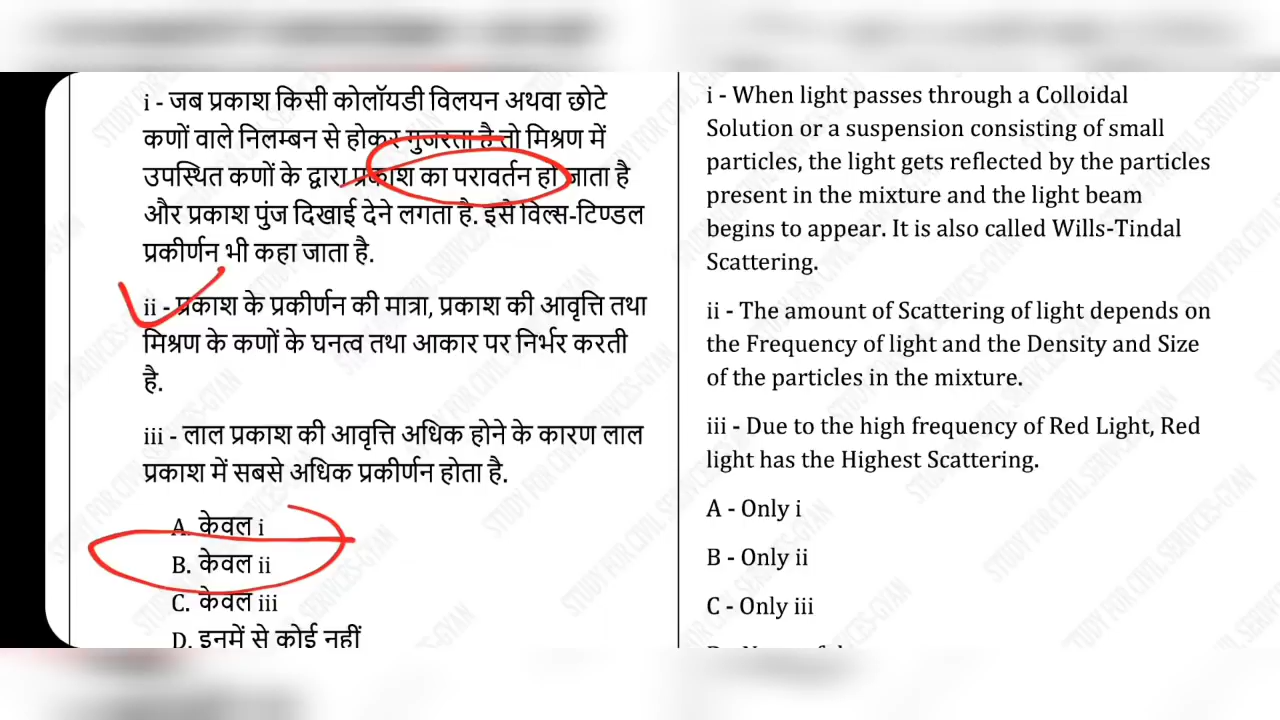 i - जब प्रकाश किसी कोलॉयडी विलयन अथवा छोटे
कणों वाले निलम्बन से होकर गुजरता है तो मिश्रण में
उपस्थित कणों के द्वारा प्रकाश का परावर्तन हो जाता है
और प्रकाश पुंज दिखाई देने लगता है. इसे विल्स-टिण्डल
प्रकीर्णन भी कहा जाता है.
ii - प्रकाश के प्रकीर्णन की मात्रा, प्रकाश की आवृत्ति तथा
मिश्रण के कणों के घनत्व तथा आकार पर निर्भर करती
है.
iii - लाल प्रकाश की आवृत्ति अधिक होने के कारण लाल
प्रकाश में सबसे अधिक प्रकीर्णन होता है.
A. केवल i
B. केवल ii
C. केवल iii
D. इनमें से कोई नहीं
i - When light passes through a Colloidal
Solution or a suspension consisting of small
particles, the light gets reflected by the particles
present in the mixture and the light beam
begins to appear. It is also called Wills-Tindal
Scattering.
ii - The amount of Scattering of light depends on
the Frequency of light and the Density and Size
of the particles in the mixture.
iii - Due to the high frequency of Red Light, Red
light has the Highest Scattering.
A - Only i
B - Only ii
C - Only iii
STUDY FOR CIVIL SERIVCES-GYAN